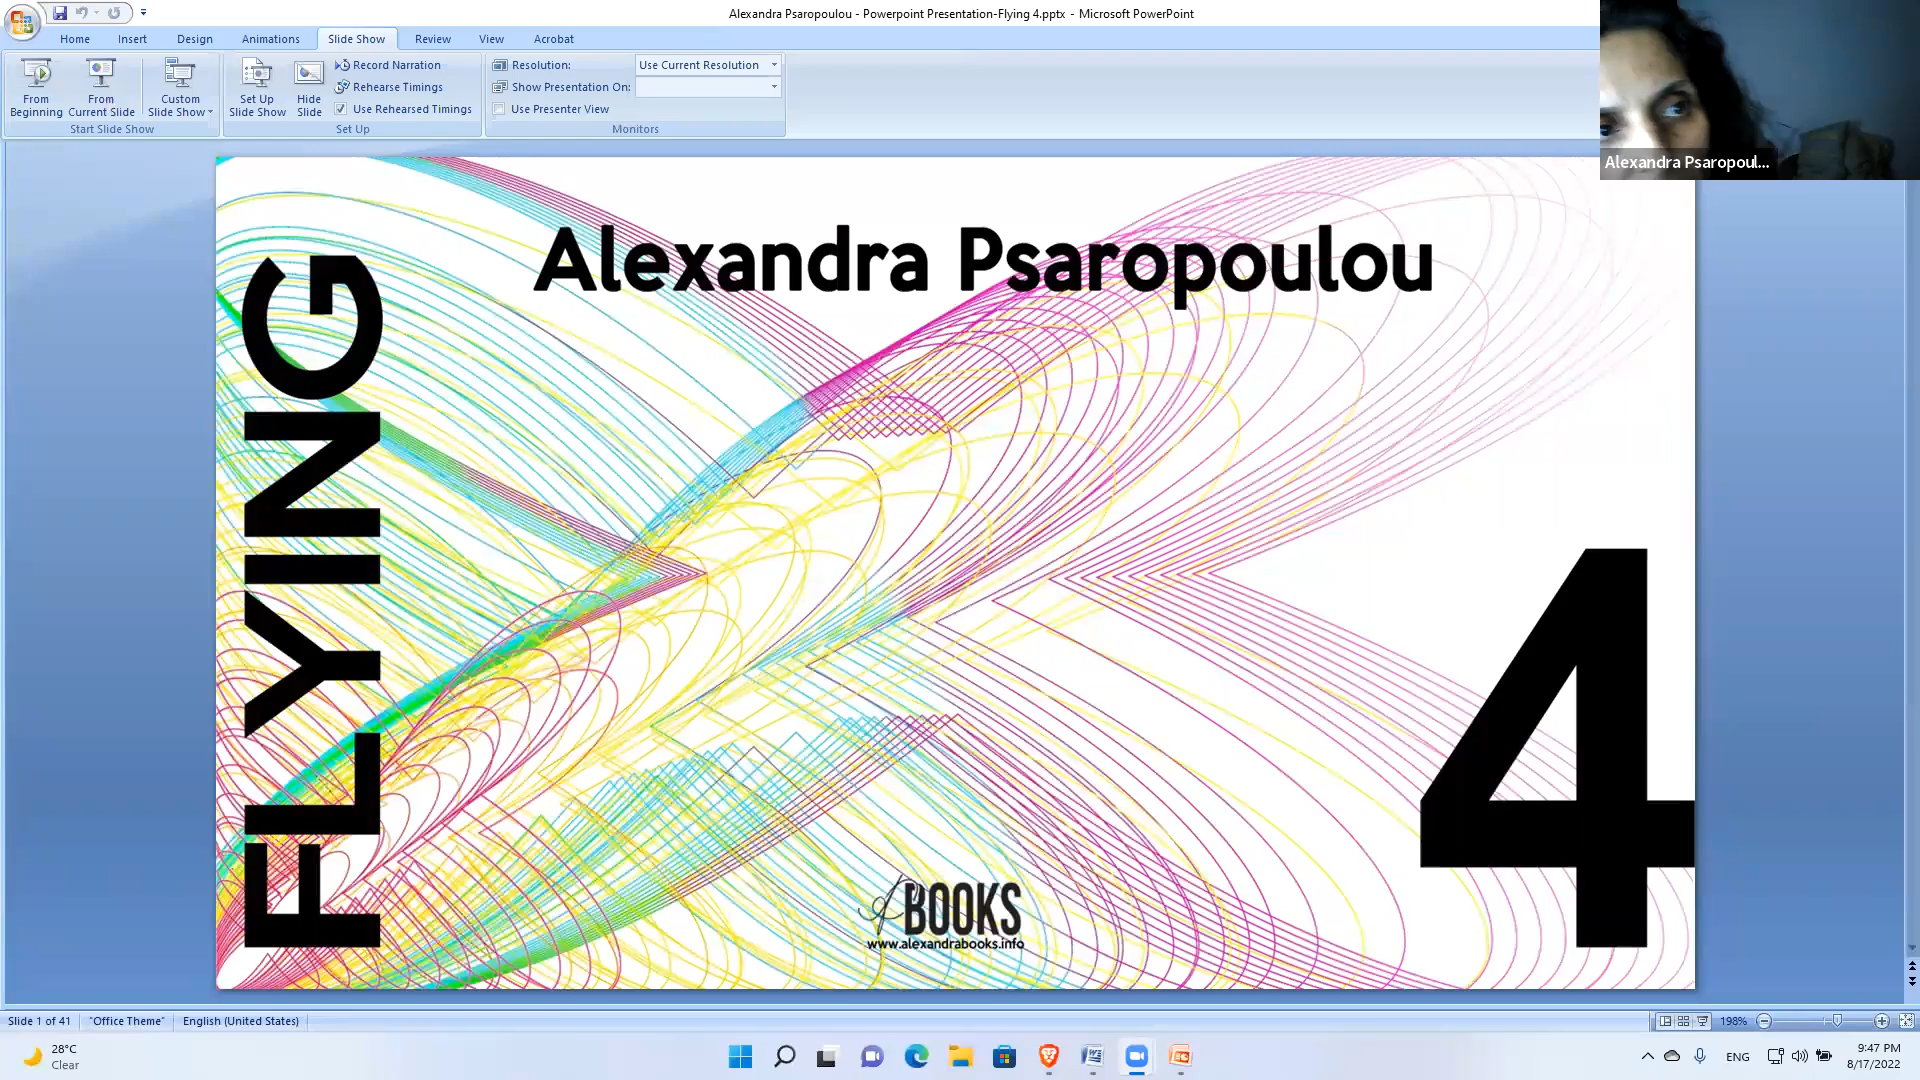 Alexandra Psaropoulou - Powerpoint Presentation-Flying 4.pptx - Microsoft PowerPoint
Home Insert Design Animations Slide Show Review View Acrobat
From Beginning
From Current Slide
Custom Slide Show
Start Slide Show
Set Up Slide Show
Hide Slide
Record Narration
Rehearse Timings
Use Rehearsed Timings
Set Up
Resolution: Use Current Resolution
Show Presentation On:
Use Presenter View
Monitors
Alexandra Psaropoul...
Alexandra Psaropoulou
FLYING
4
A BOOKS
www.alexandrabooks.info
Slide 1 of 41 "Office Theme" English (United States) 198%
28°C
Clear
ENG
9:47 PM
8/17/2022